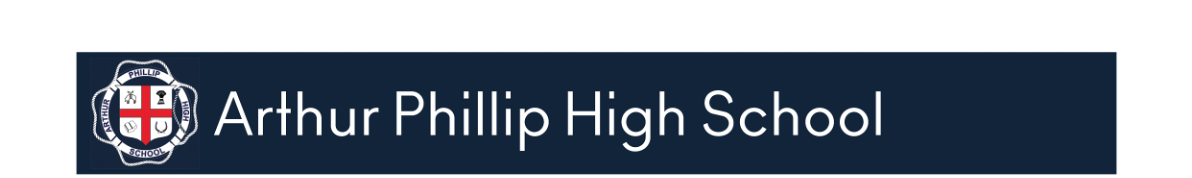 PHILLIP
ARTHUR
HIGH
SCHOOL
Arthur Phillip High School